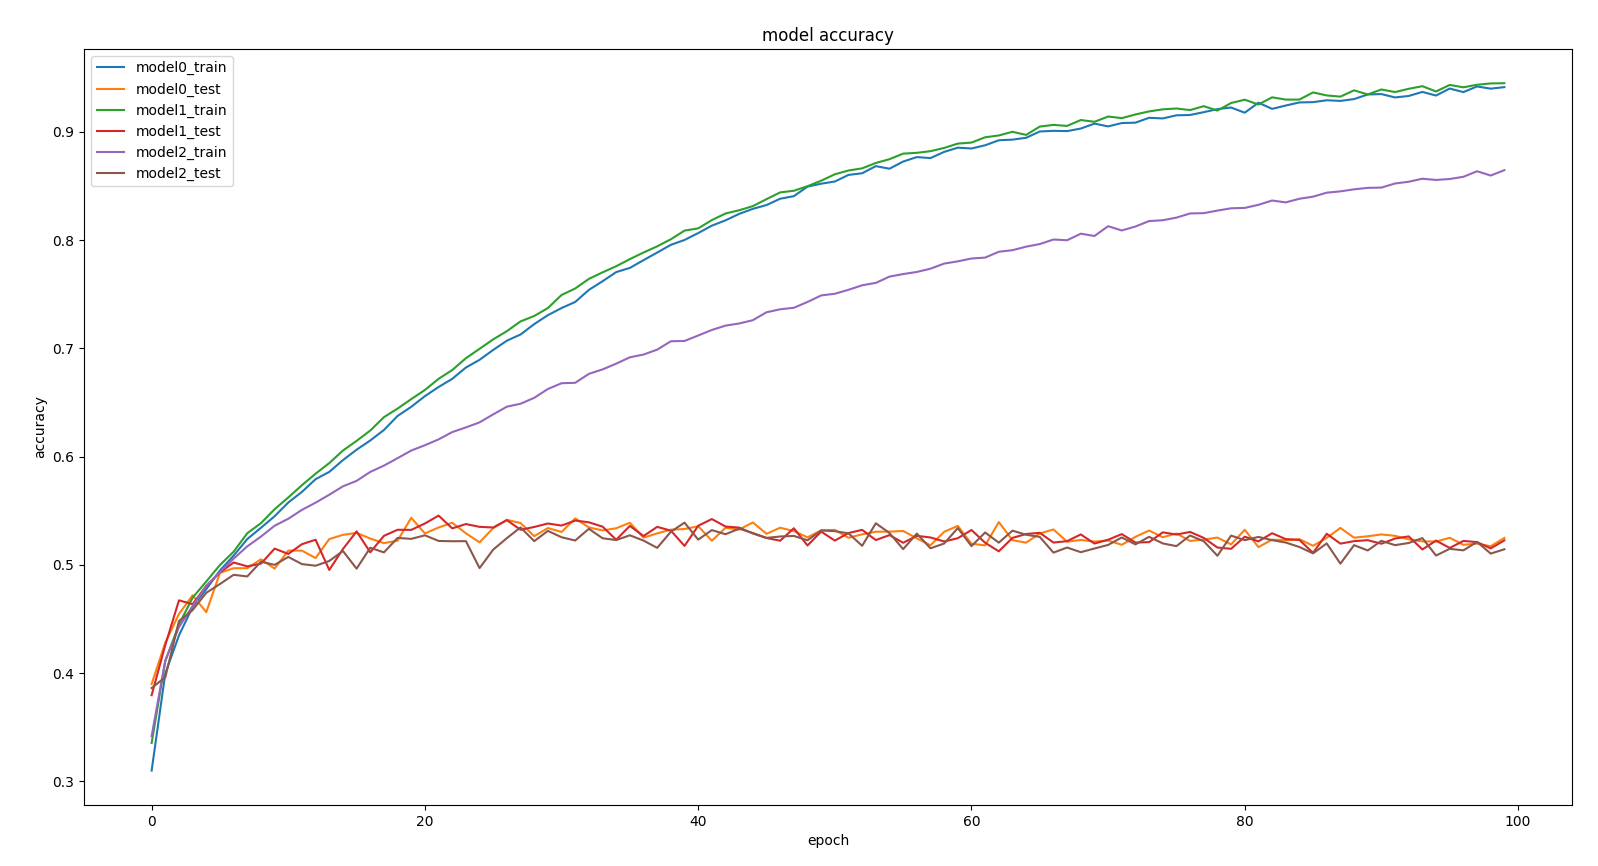 model accuracy
model0_train
model0_test
model1_train
model1_test
model2_train
model2_test
accuracy
0.9
0.8
0.7
0.6
0.5
0.4
0.3
0 20 40 60 80 100
epoch